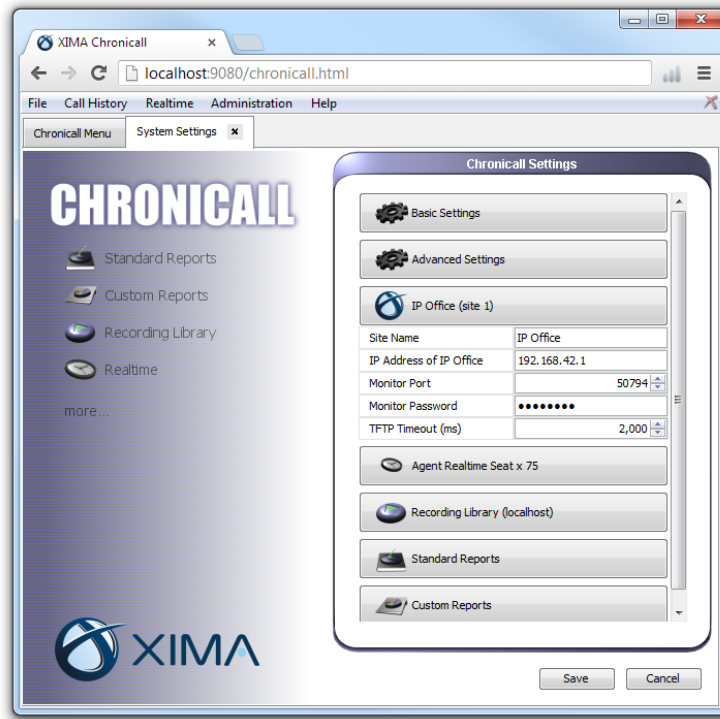 XIMA Chronicall
localhost:9080/chronicall.html
File Call History Realtime Administration Help
Chronicall Menu System Settings
CHRONICALL
Standard Reports
Custom Reports
Recording Library
Realtime
more...
XIMA
Chronicall Settings
Basic Settings
Advanced Settings
IP Office (site 1)
Site Name IP Office
IP Address of IP Office 192.168.42.1
Monitor Port 50794
Monitor Password ••••••••
TFTP Timeout (ms) 2,000
Agent Realtime Seat x 75
Recording Library (localhost)
Standard Reports
Custom Reports
Save Cancel